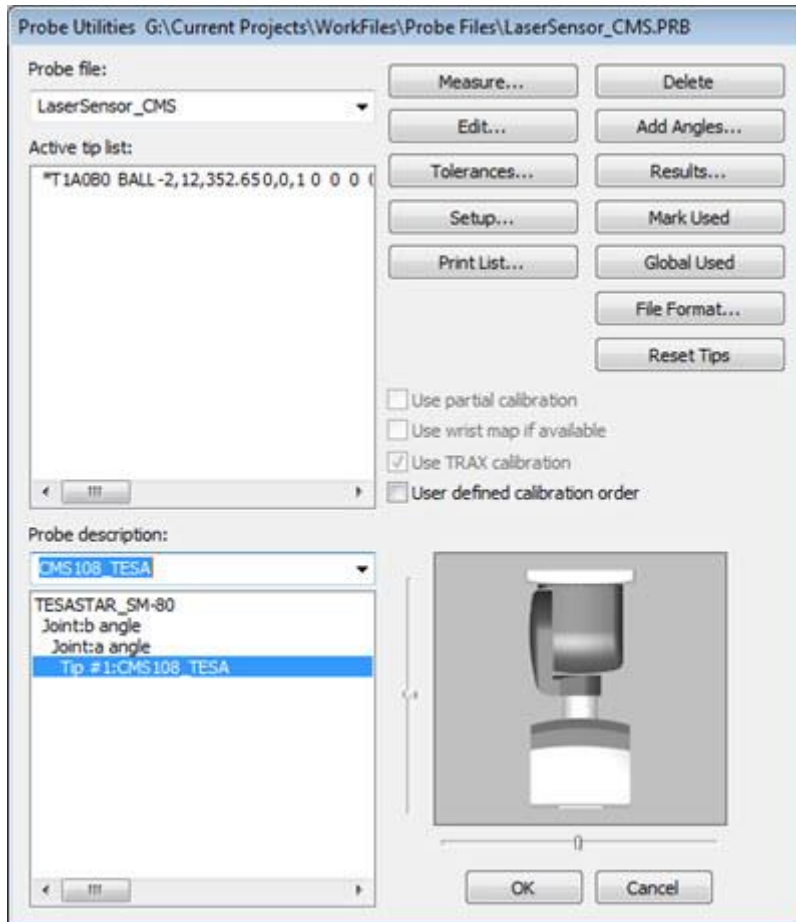 Probe Utilities G:\Current Projects\WorkFiles\Probe Files\LaserSensor_CMS.PRB
Probe file:
LaserSensor_CMS
Active tip list:
*T1A0B0 BALL -2,12,352.65 0,0,1 0 0 0 (
Measure...
Delete
Edit...
Add Angles...
Tolerances...
Results...
Setup...
Mark Used
Print List...
Global Used
File Format...
Reset Tips
Use partial calibration
Use wrist map if available
Use TRAX calibration
User defined calibration order
Probe description:
CMS108_TESA
TESASTAR_SM-80
Joint:b angle
Joint:a angle
Tip #1:CMS108_TESA
OK
Cancel